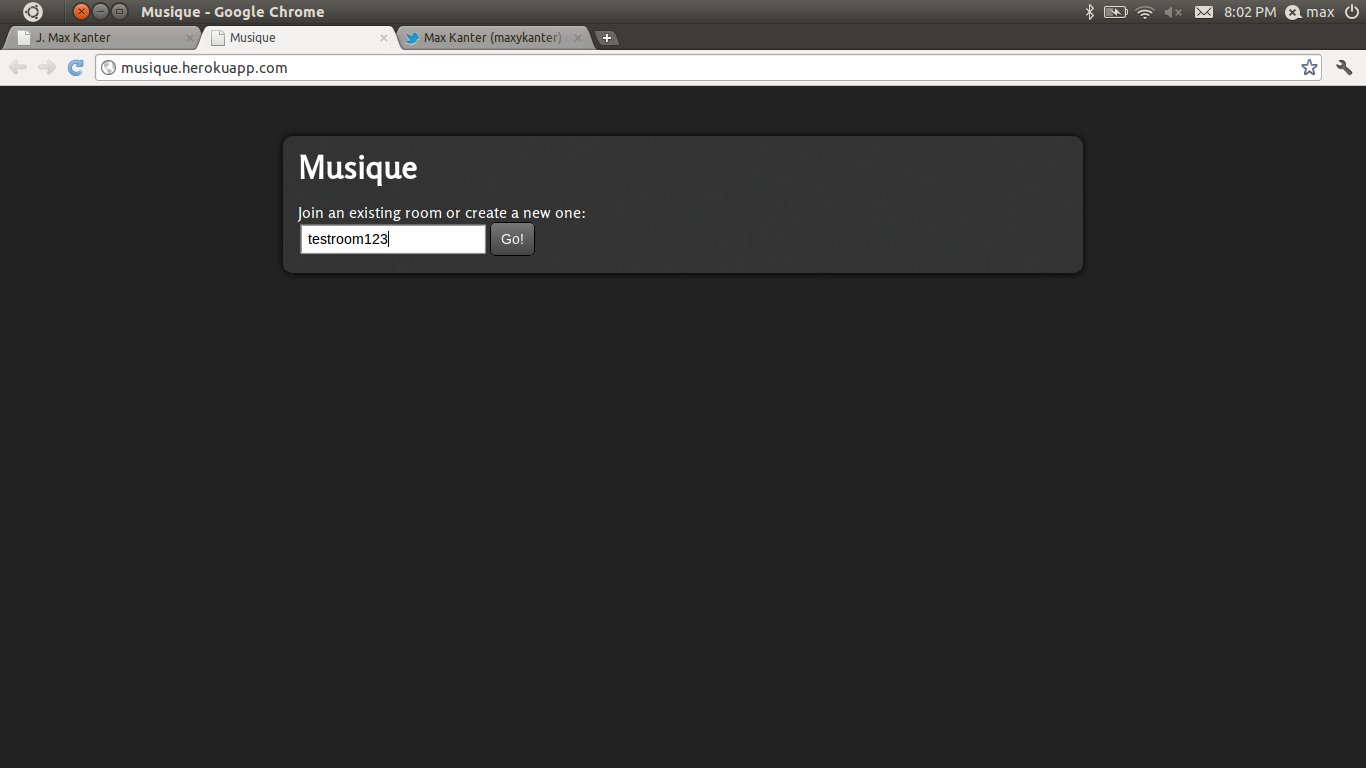 Musique - Google Chrome
8:02 PM
max
J. Max Kanter
Musique
Max Kanter (maxykanter)
musique.herokuapp.com
Musique
Join an existing room or create a new one:
testroom123
Go!